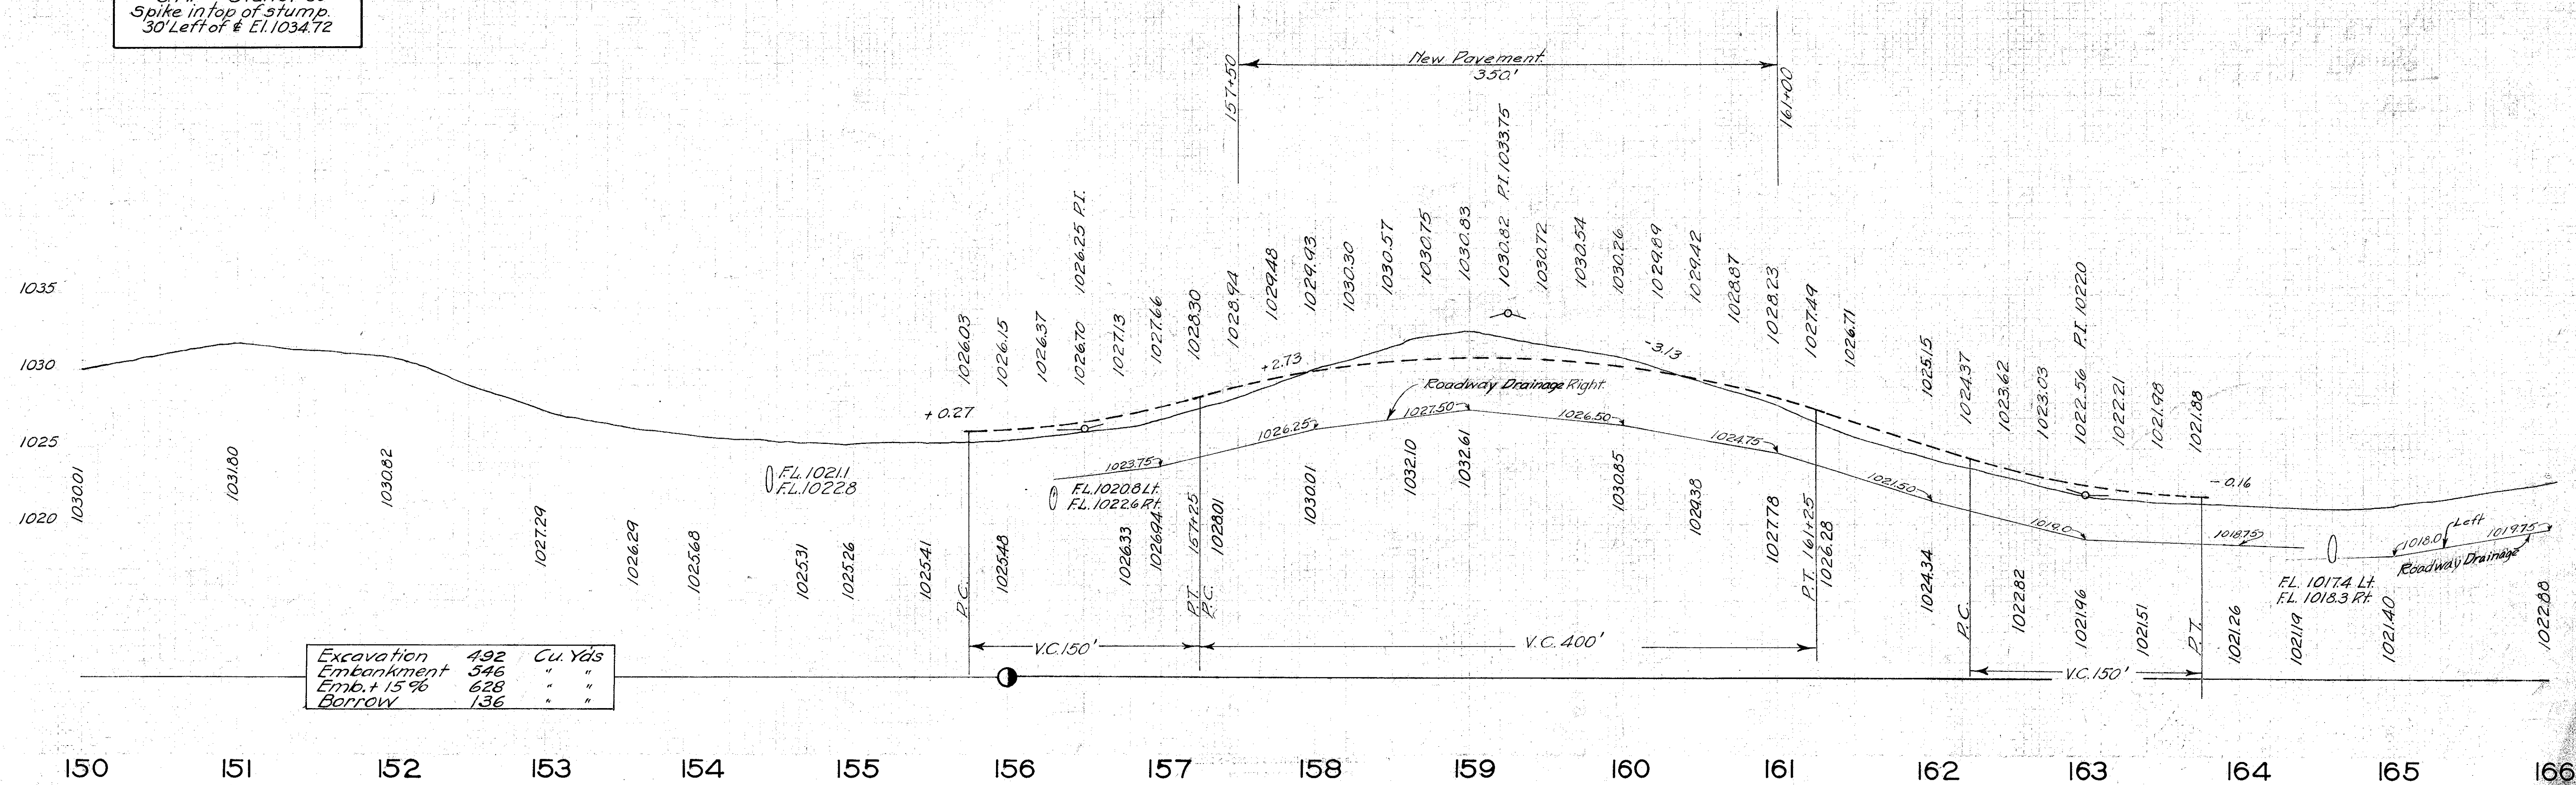 Spike in top of stump.
30' Left of ℄ El. 1034.72
New Pavement
350.'
157+50
161+00
1026.25 P.I.
P.I. 1033.75
P.I. 1022.0
1026.03
1026.15
1026.37
1026.70
1027.13
1027.66
1028.30
1028.94
1029.48
1029.93
1030.30
1030.57
1030.75
1030.83
1030.82
1030.72
1030.54
1030.26
1029.89
1029.42
1028.87
1028.23
1027.49
1026.71
1025.15
1024.37
1023.62
1023.03
1022.56
1022.21
1021.98
1021.88
1035
1030
1025
1020
+0.27
+2.73
-3.13
-0.16
Roadway Drainage Right
1023.75
1026.25
1027.50
1026.50
1024.75
1021.50
1019.0
1018.75
1018.0
Left
1019.75
Roadway Drainage
F.L. 1021.1
F.L. 1022.8
F.L. 1020.8 Lt.
F.L. 1022.6 Rt.
F.L. 1017.4 Lt.
F.L. 1018.3 Rt.
1030.01
1031.80
1030.82
1027.29
1026.29
1025.68
1025.31
1025.26
1025.41
P.C.
1025.48
1026.33
1026.94
P.T. 157+25
P.C.
1028.01
1030.01
1032.10
1032.61
1030.85
1029.38
1027.78
P.T. 161+25
1026.28
1024.34
P.C.
1022.82
1021.96
1021.51
P.T.
1021.26
1021.19
1021.40
1022.88
V.C. 150'
V.C. 400'
V.C. 150'
Excavation 492 Cu. Yds
Embankment 546 " "
Emb. + 15% 628 " "
Borrow 136 " "
150 151 152 153 154 155 156 157 158 159 160 161 162 163 164 165 166